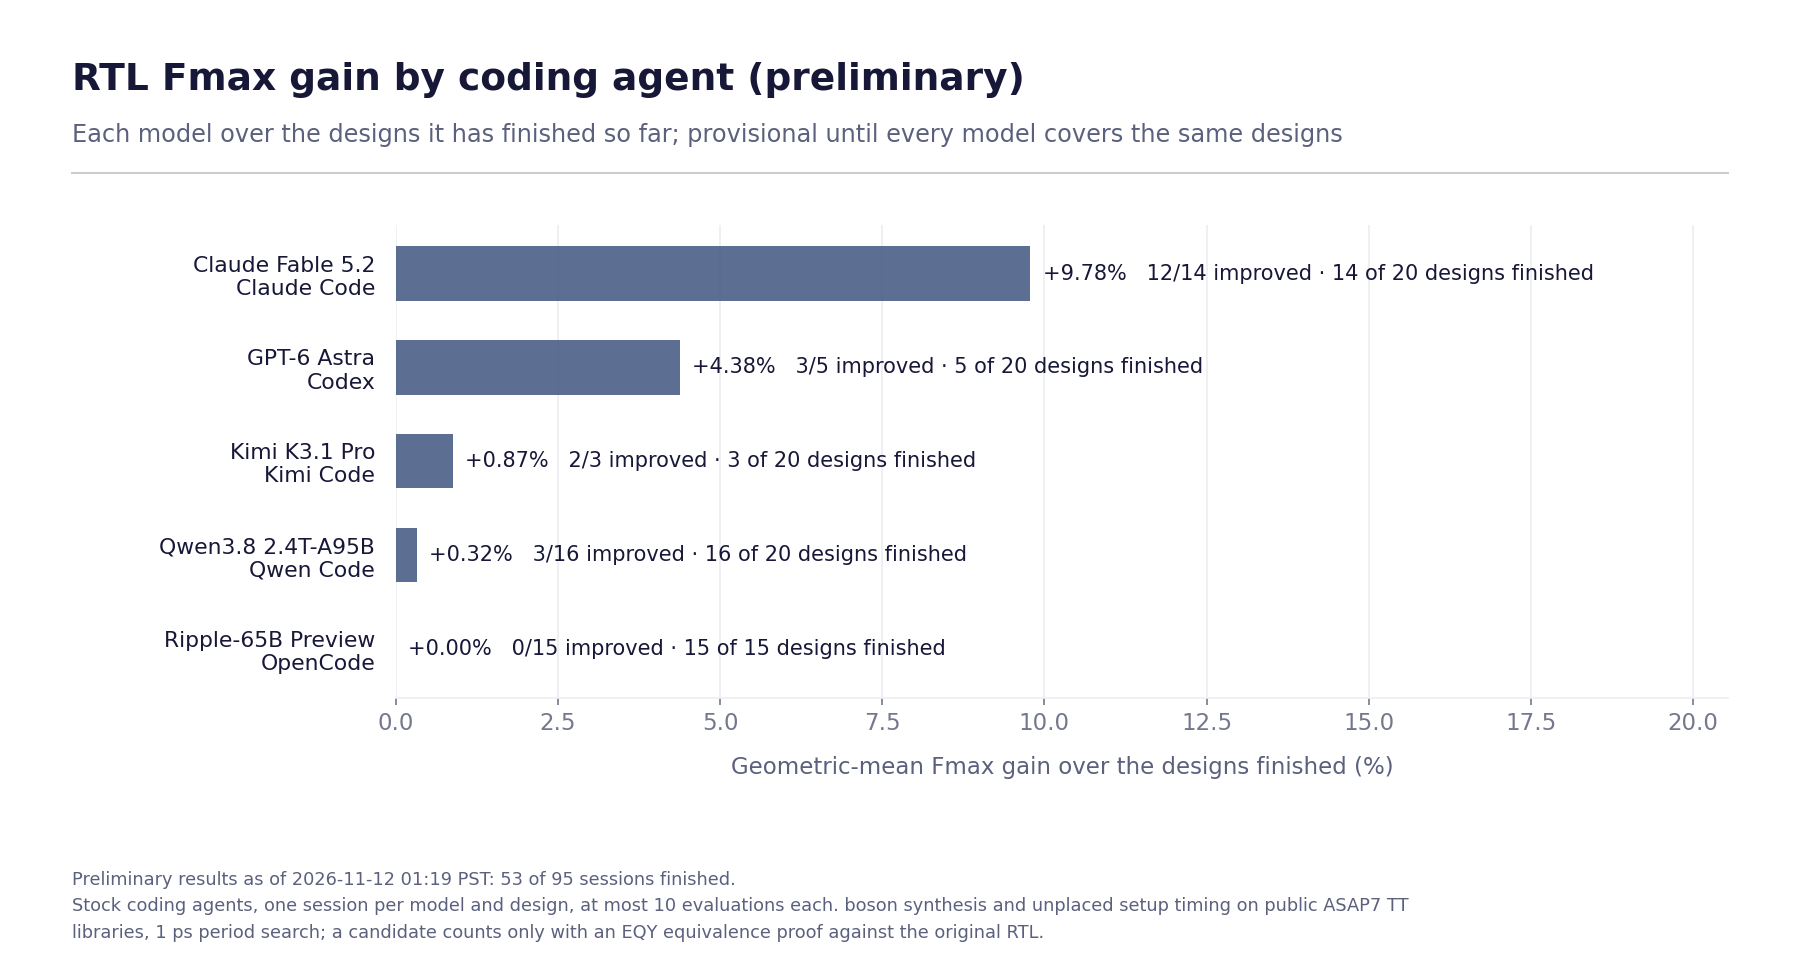 RTL Fmax gain by coding agent (preliminary)
Each model over the designs it has finished so far; provisional until every model covers the same designs
Claude Fable 5.2
Claude Code
+9.78% 12/14 improved · 14 of 20 designs finished
GPT-6 Astra
Codex
+4.38% 3/5 improved · 5 of 20 designs finished
Kimi K3.1 Pro
Kimi Code
+0.87% 2/3 improved · 3 of 20 designs finished
Qwen3.8 2.4T-A95B
Qwen Code
+0.32% 3/16 improved · 16 of 20 designs finished
Ripple-65B Preview
OpenCode
+0.00% 0/15 improved · 15 of 15 designs finished
0.0 2.5 5.0 7.5 10.0 12.5 15.0 17.5 20.0
Geometric-mean Fmax gain over the designs finished (%)
Preliminary results as of 2026-11-12 01:19 PST: 53 of 95 sessions finished.
Stock coding agents, one session per model and design, at most 10 evaluations each. boson synthesis and unplaced setup timing on public ASAP7 TT
libraries, 1 ps period search; a candidate counts only with an EQY equivalence proof against the original RTL.